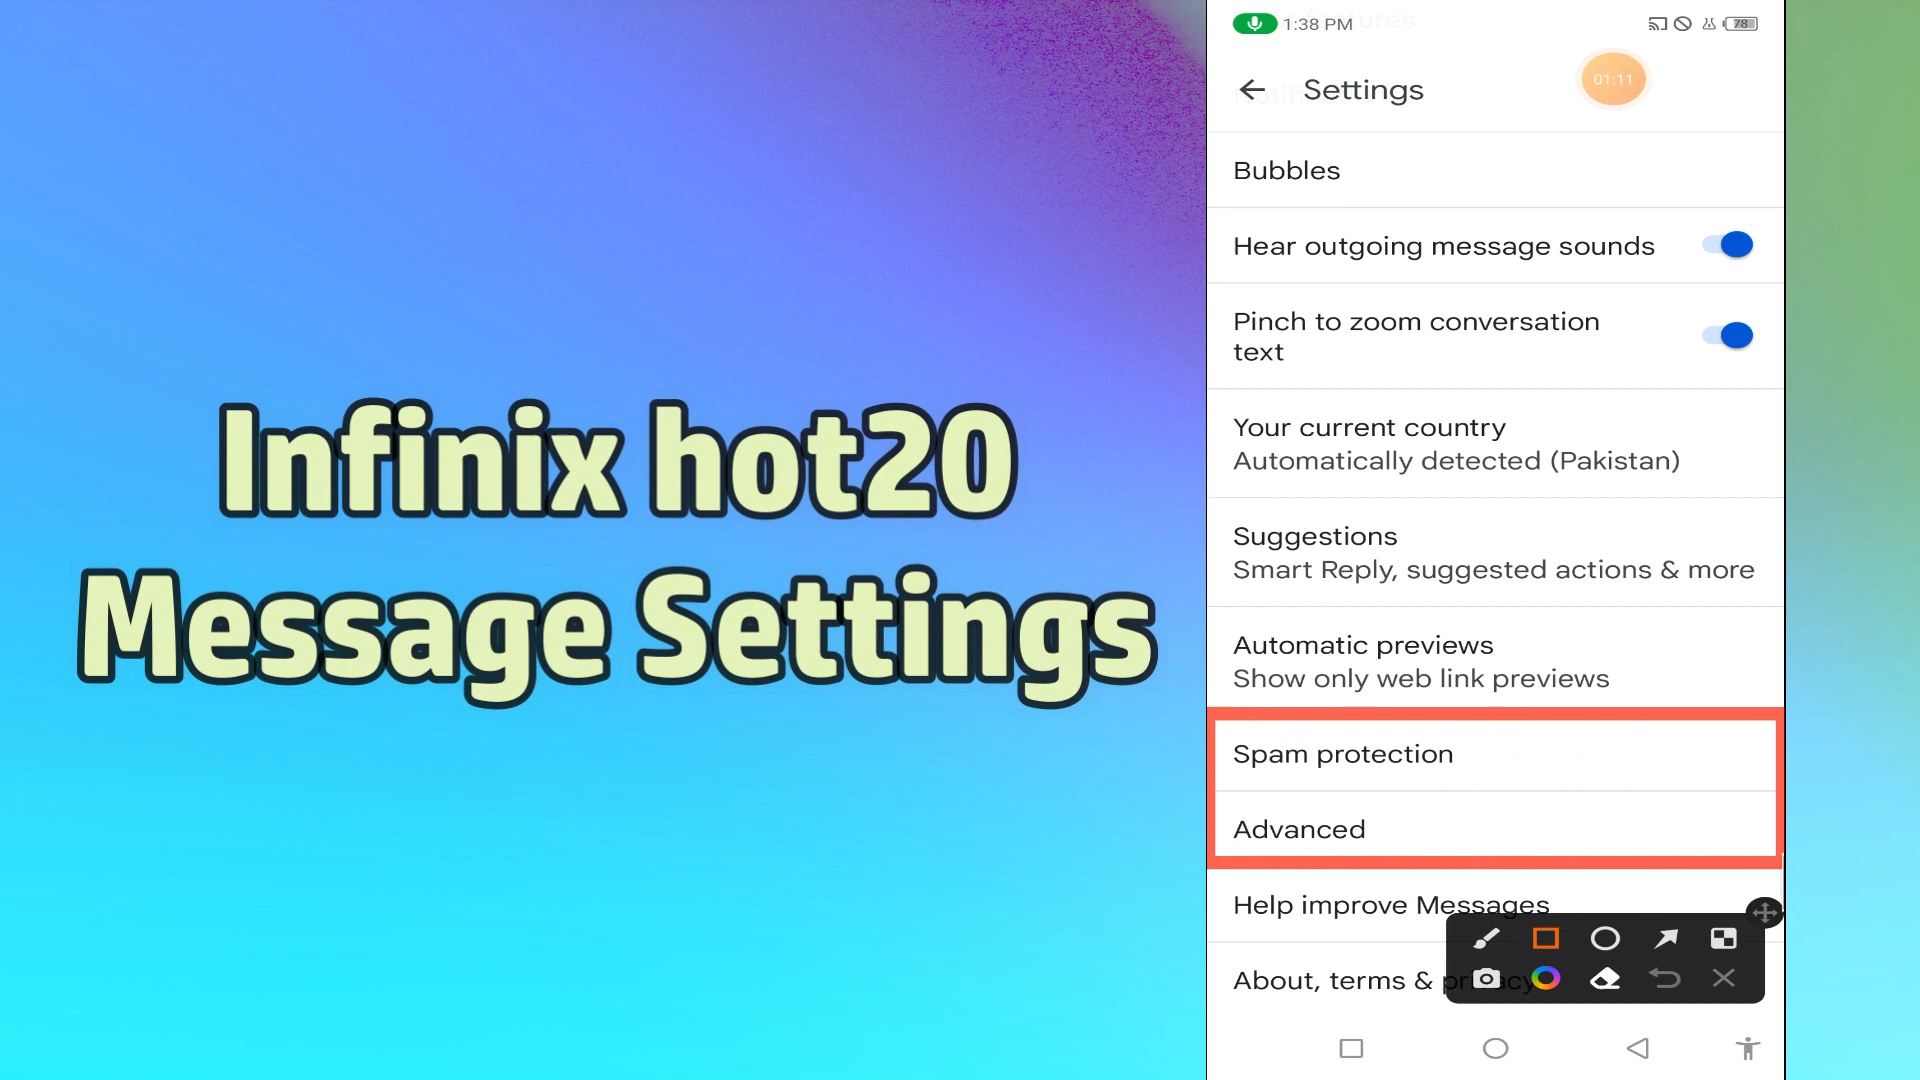 Infinix hot20
Message Settings
1:38 PM
78
Settings
01:11
Bubbles
Hear outgoing message sounds
Pinch to zoom conversation
text
Your current country
Automatically detected (Pakistan)
Suggestions
Smart Reply, suggested actions & more
Automatic previews
Show only web link previews
Spam protection
Advanced
Help improve Messages
About, terms & privacy